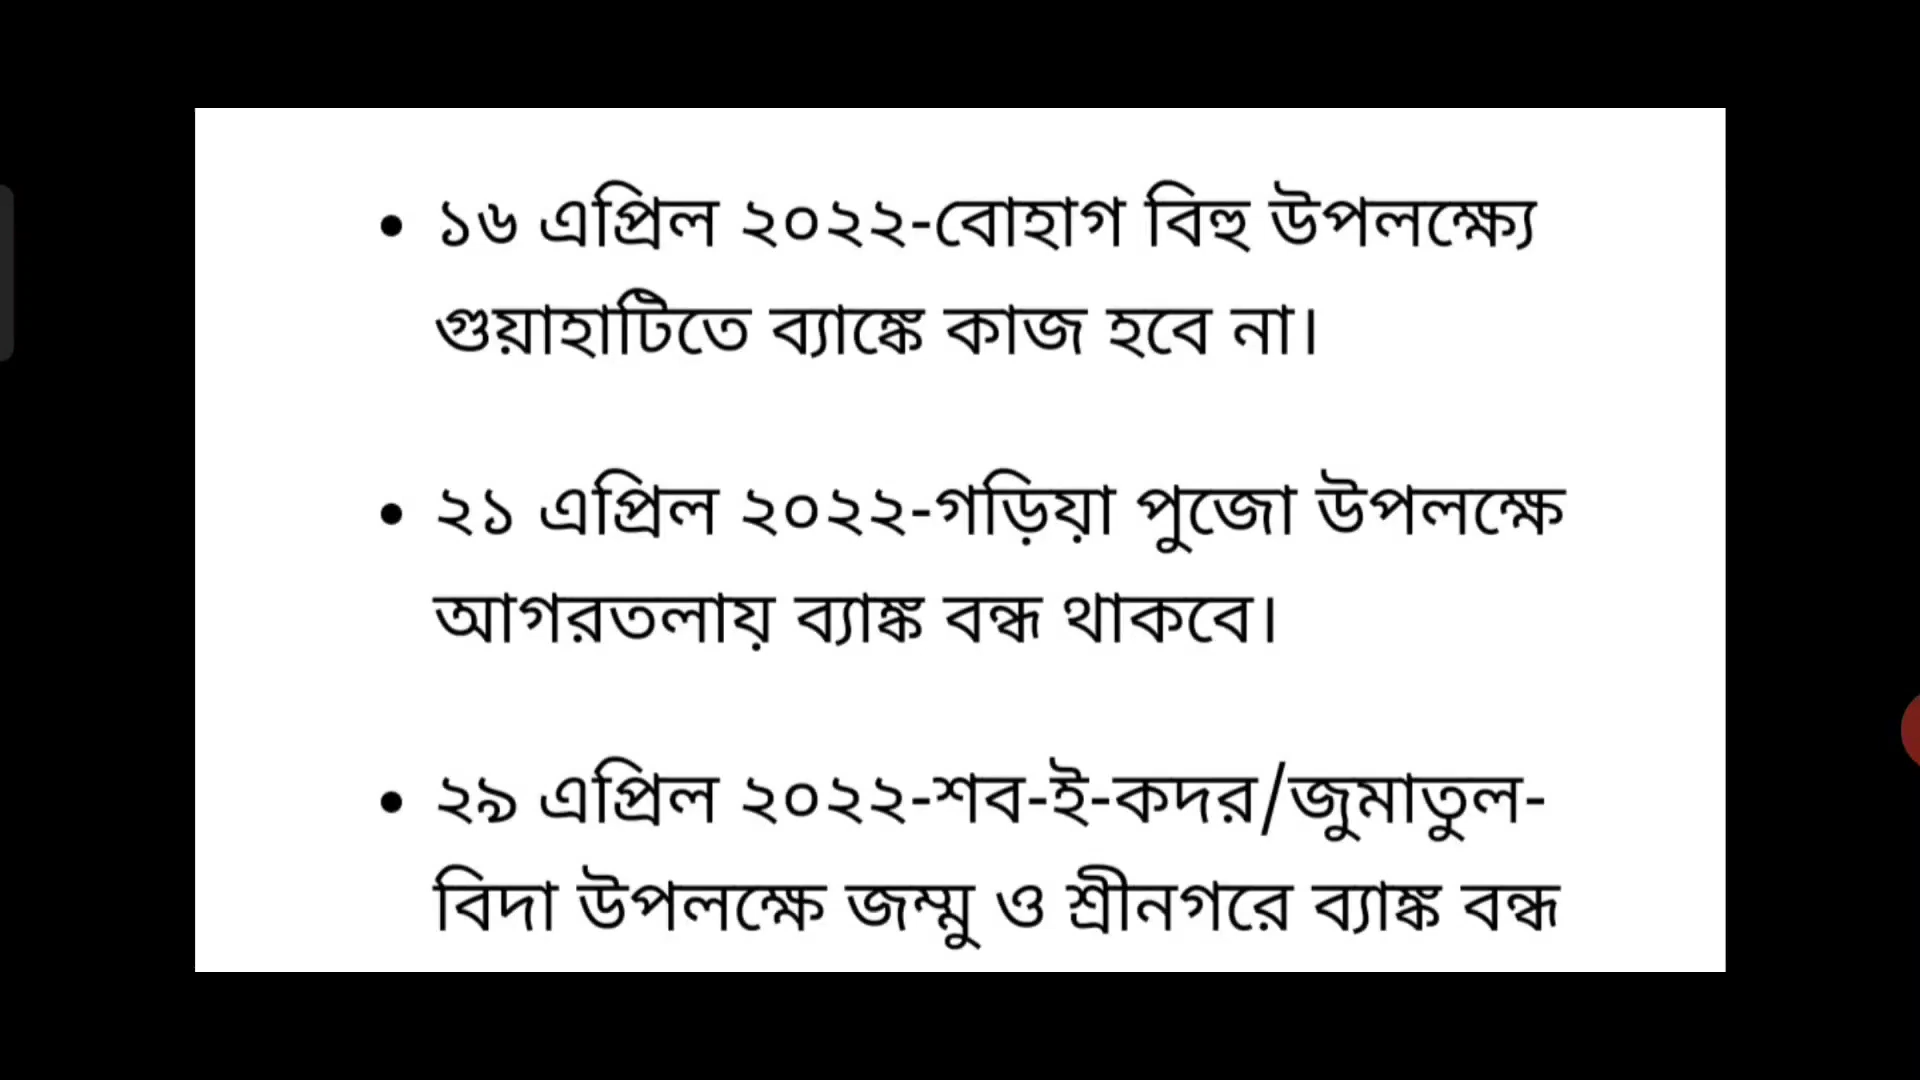 • ১৬ এপ্রিল ২০২২-বোহাগ বিহু উপলক্ষ্যে
গুয়াহাটিতে ব্যাঙ্কে কাজ হবে না।
• ২১ এপ্রিল ২০২২-গড়িয়া পুজো উপলক্ষে
আগরতলায় ব্যাঙ্ক বন্ধ থাকবে।
• ২৯ এপ্রিল ২০২২-শব-ই-কদর/জুমাতুল-
বিদা উপলক্ষে জম্মু ও শ্রীনগরে ব্যাঙ্ক বন্ধ